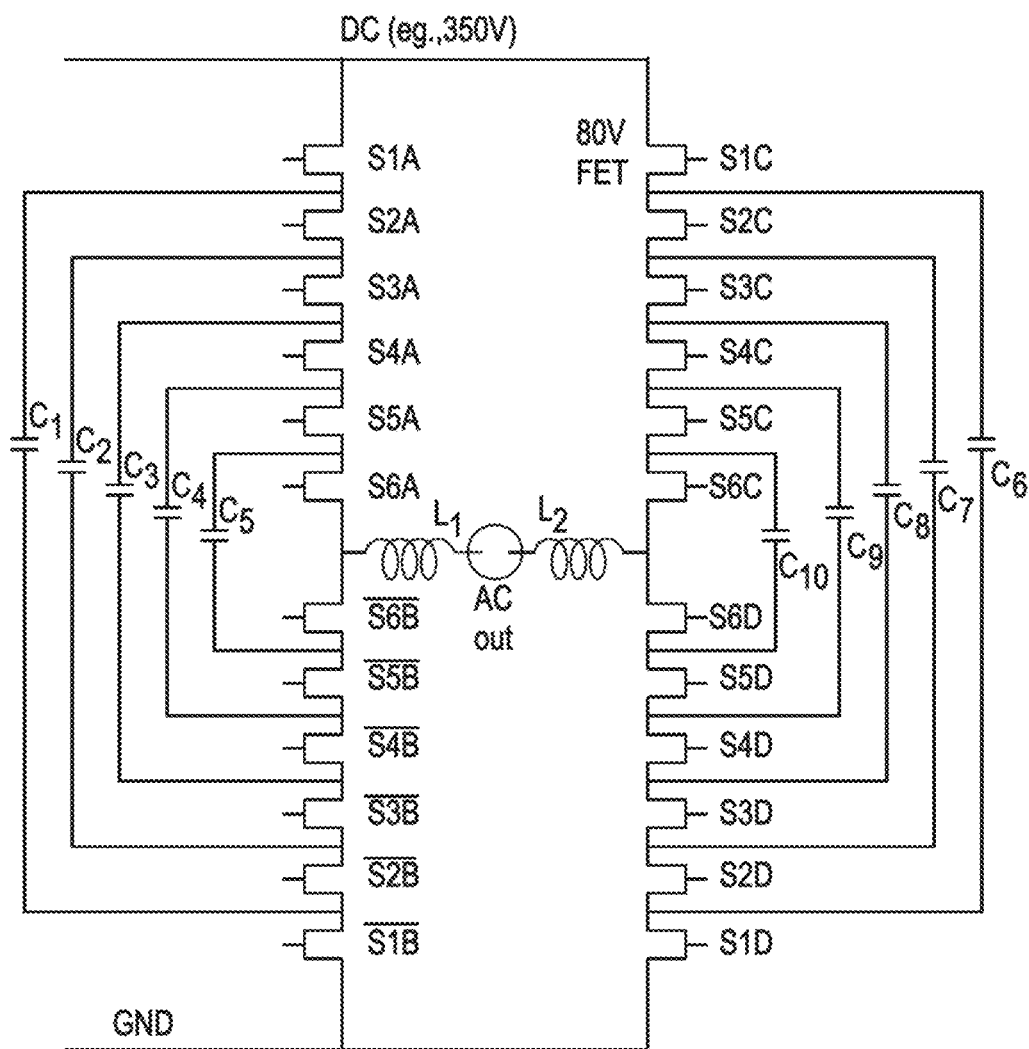 DC (eg.,350V)
80V
FET
S1A
S1C
S2A
S2C
S3A
S3C
S4A
S4C
S5A
S5C
S6A
S6C
C1
C2
C3
C4
C5
C6
C7
C8
C9
C10
L1
L2
AC
out
S6B
S6D
S5B
S5D
S4B
S4D
S3B
S3D
S2B
S2D
S1B
S1D
GND